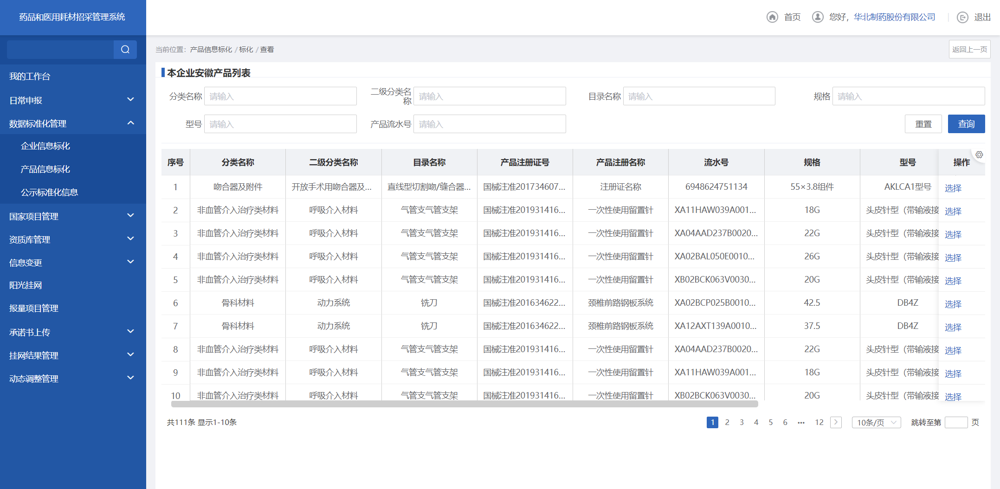 药品和医用耗材招采管理系统
首页 您好，华北制药股份有限公司 退出
当前位置：产品信息标化 / 标化 / 查看
返回上一页
我的工作台
日常申报
数据标准化管理
企业信息标化
产品信息标化
公示标准化信息
国家项目管理
资质库管理
信息变更
阳光挂网
报量项目管理
承诺书上传
挂网结果管理
动态调整管理
本企业安徽产品列表
分类名称 请输入 二级分类名称 请输入 目录名称 请输入 规格 请输入
型号 请输入 产品流水号 请输入 重置 查询
序号 分类名称 二级分类名称 目录名称 产品注册证号 产品注册名称 流水号 规格 型号 操作
1 吻合器及附件 开放手术用吻合器及... 直线型切割吻/缝合器... 国械注准201734607... 注册证名称 6948624751134 55×3.8组件 AKLCA1型号 选择
2 非血管介入治疗类材料 呼吸介入材料 气管支气管支架 国械注准201931416... 一次性使用留置针 XA11HAW039A001... 18G 头皮针型（带输液接 选择
3 非血管介入治疗类材料 呼吸介入材料 气管支气管支架 国械注准201931416... 一次性使用留置针 XA04AAD237B0020... 22G 头皮针型（带输液接 选择
4 非血管介入治疗类材料 呼吸介入材料 气管支气管支架 国械注准201931416... 一次性使用留置针 XA02BAL050E0010... 26G 头皮针型（带输液接 选择
5 非血管介入治疗类材料 呼吸介入材料 气管支气管支架 国械注准201931416... 一次性使用留置针 XB02BCK063V0030... 20G 头皮针型（带输液接 选择
6 骨科材料 动力系统 铣刀 国械注准201634622... 颈椎前路钢板系统 XA02BCP025B0010... 42.5 DB4Z 选择
7 骨科材料 动力系统 铣刀 国械注准201634622... 颈椎前路钢板系统 XA12AXT139A0010... 37.5 DB4Z 选择
8 非血管介入治疗类材料 呼吸介入材料 气管支气管支架 国械注准201931416... 一次性使用留置针 XA04AAD237B0020... 22G 头皮针型（带输液接 选择
9 非血管介入治疗类材料 呼吸介入材料 气管支气管支架 国械注准201931416... 一次性使用留置针 XA11HAW039A001... 18G 头皮针型（带输液接 选择
10 非血管介入治疗类材料 呼吸介入材料 气管支气管支架 国械注准201931416... 一次性使用留置针 XB02BCK063V0030... 20G 头皮针型（带输液接 选择
共111条 显示1-10条 1 2 3 4 5 6 ... 12 > 10条/页 跳转至第 页